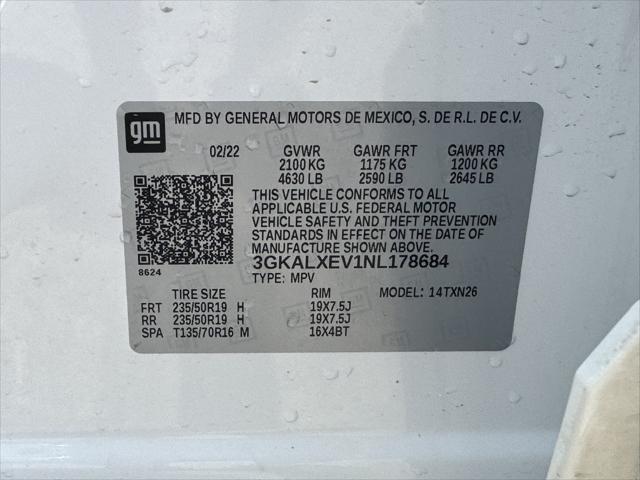 gm
MFD BY GENERAL MOTORS DE MEXICO, S. DE R.L. DE C.V.
02/22 GVWR GAWR FRT GAWR RR
2100 KG 1175 KG 1200 KG
4630 LB 2590 LB 2645 LB
THIS VEHICLE CONFORMS TO ALL
APPLICABLE U.S. FEDERAL MOTOR
VEHICLE SAFETY AND THEFT PREVENTION
STANDARDS IN EFFECT ON THE DATE OF
MANUFACTURE SHOWN ABOVE.
3GKALXEV1NL178684
8624
TYPE: MPV
TIRE SIZE RIM MODEL: 14TXN26
FRT 235/50R19 H 19X7.5J
RR 235/50R19 H 19X7.5J
SPA T135/70R16 M 16X4BT